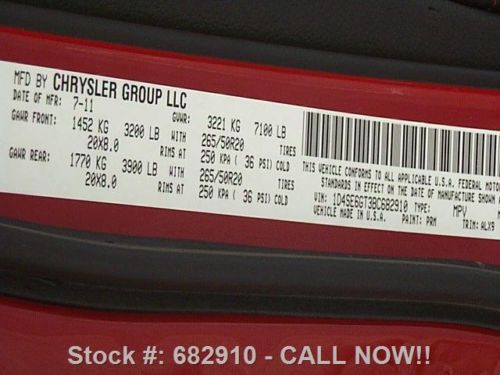 MFD BY CHRYSLER GROUP LLC
DATE OF MFR: 7-11 GVWR: 3221 KG 7100 LB
GAWR FRONT: 1452 KG 3200 LB WITH 265/50R20 TIRES
20X8.0 RIMS AT 250 KPA ( 36 PSI) COLD
GAWR REAR: 1770 KG 3900 LB WITH 265/50R20 TIRES
20X8.0 RIMS AT 250 KPA ( 36 PSI) COLD
THIS VEHICLE CONFORMS TO ALL APPLICABLE U.S.A. FEDERAL MOTOR
STANDARDS IN EFFECT ON THE DATE OF MANUFACTURE SHOWN
VIN: 1D4SE6GT3BC682910 TYPE: MPV
PAINT: PRM TRIM: ALX9
Stock #: 682910 - CALL NOW!!